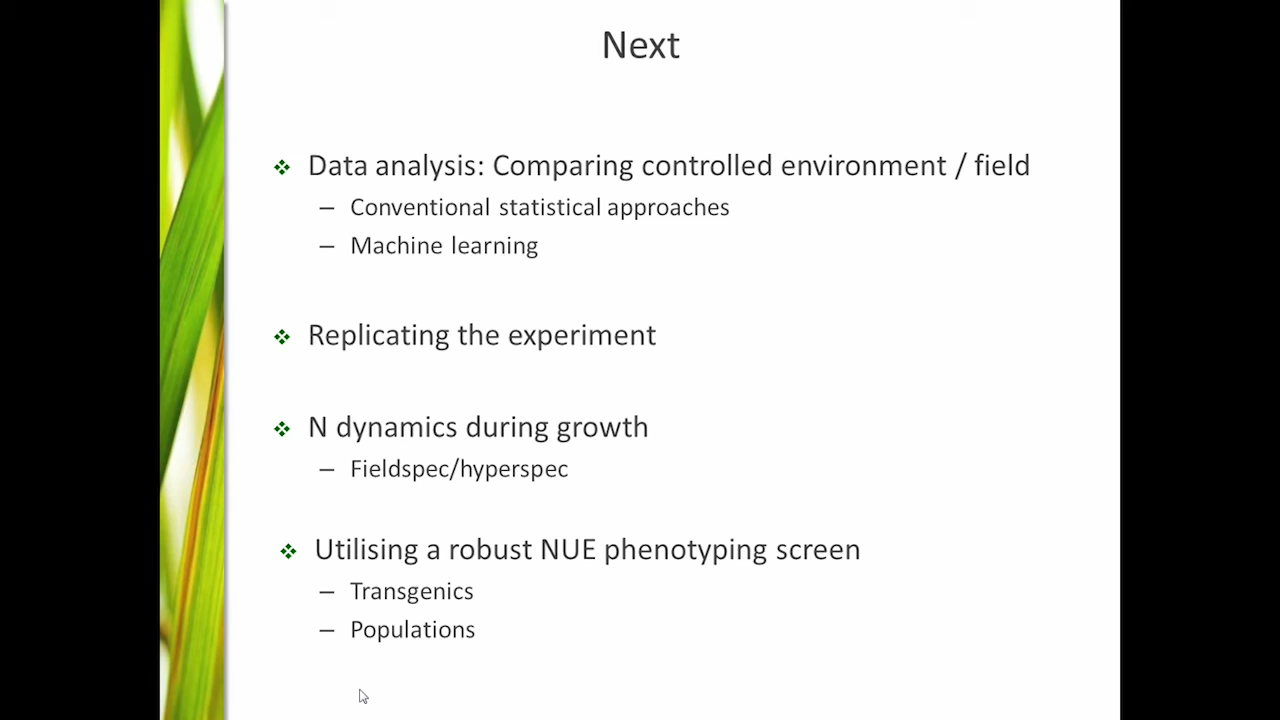 Next
Data analysis: Comparing controlled environment / field
– Conventional statistical approaches
– Machine learning
Replicating the experiment
N dynamics during growth
– Fieldspec/hyperspec
Utilising a robust NUE phenotyping screen
– Transgenics
– Populations